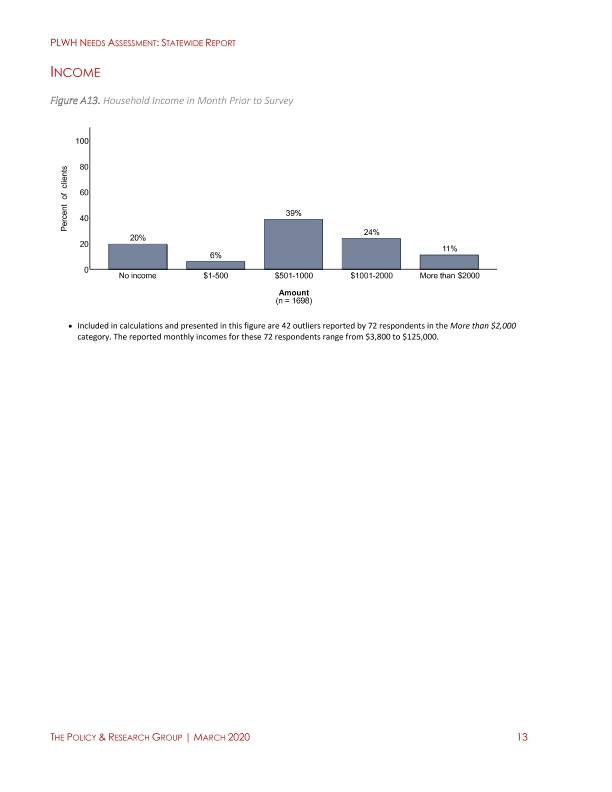 PLWH NEEDS ASSESSMENT: STATEWIDE REPORT
INCOME
Figure A13. Household Income in Month Prior to Survey
100
80
60
40
20
0
Percent of clients
20%
6%
39%
24%
11%
No income $1-500 $501-1000 $1001-2000 More than $2000
Amount
(n = 1698)
• Included in calculations and presented in this figure are 42 outliers reported by 72 respondents in the More than $2,000
category. The reported monthly incomes for these 72 respondents range from $3,800 to $125,000.
THE POLICY & RESEARCH GROUP | MARCH 2020 13